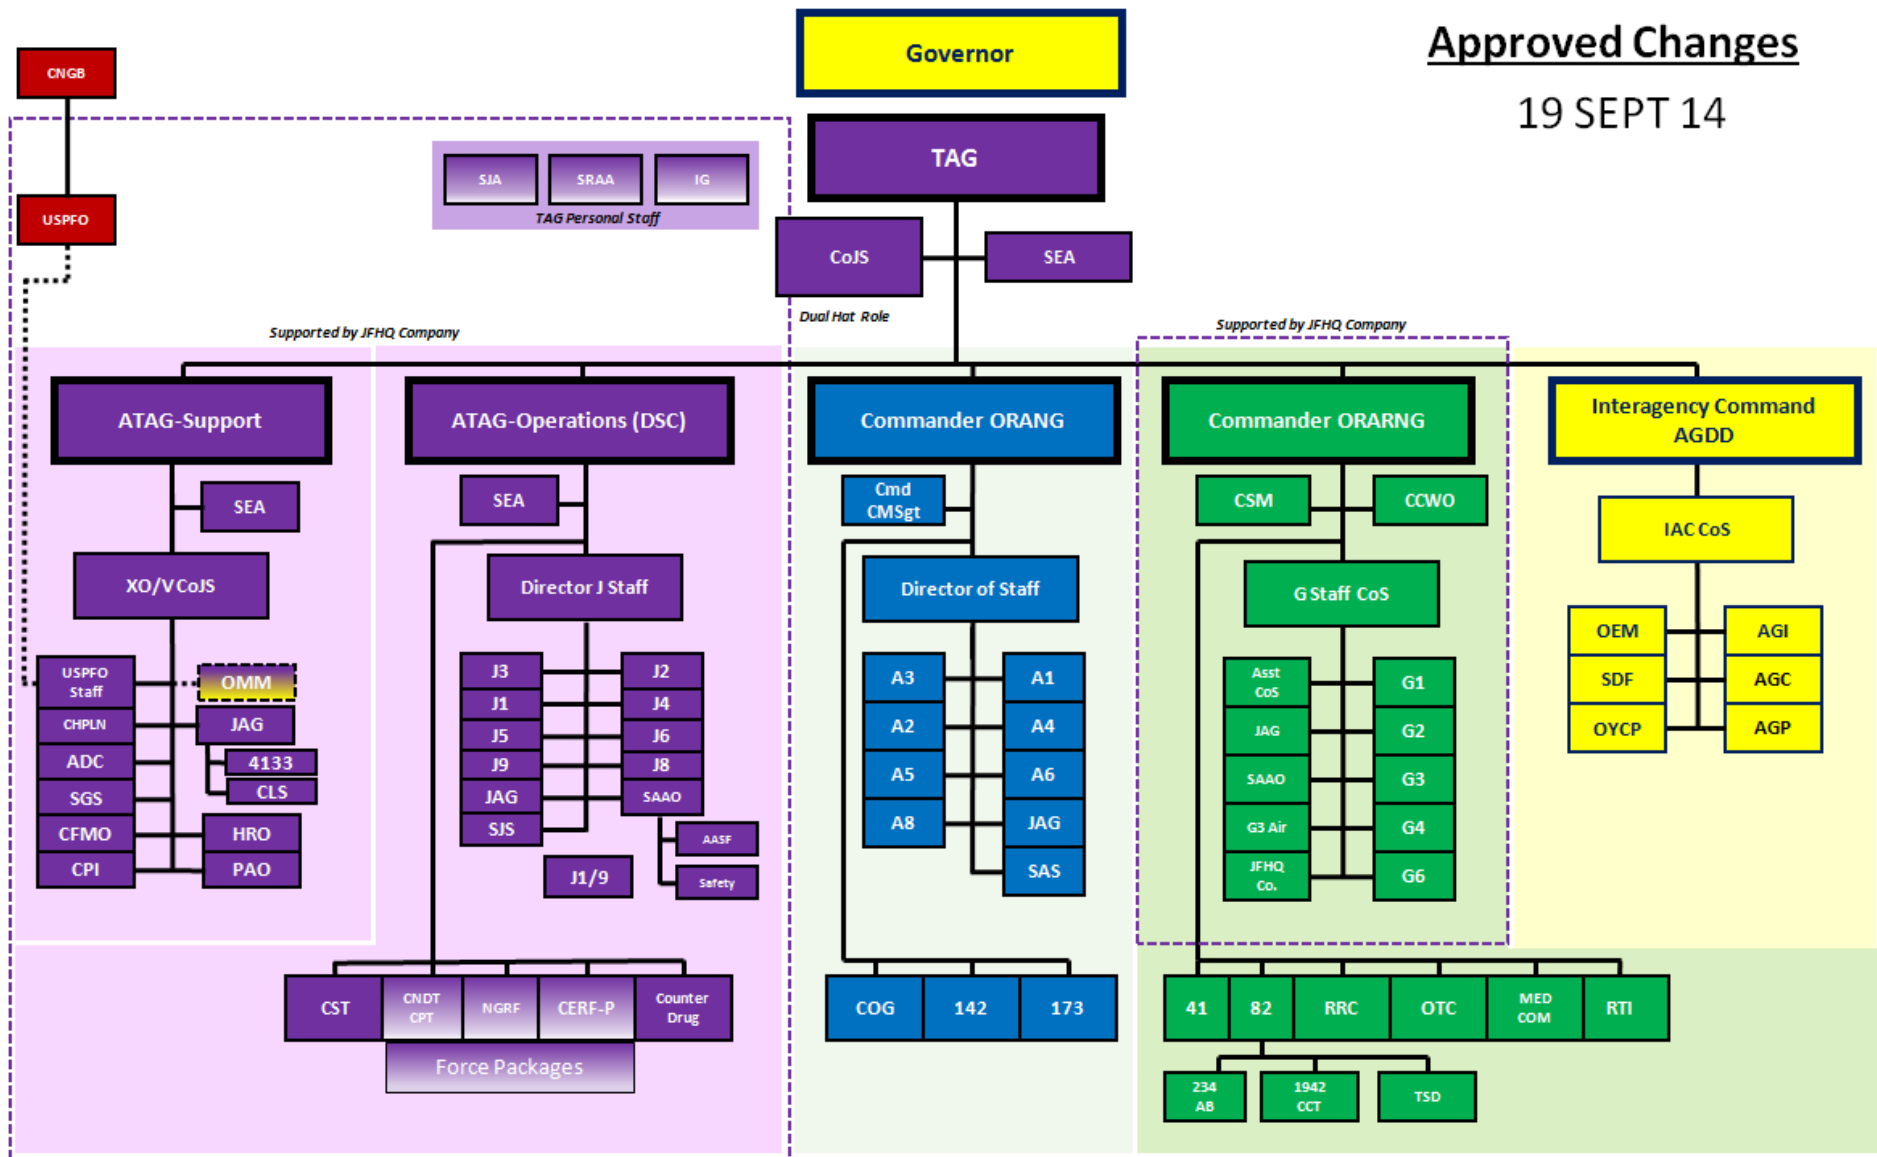 Approved Changes
19 SEPT 14
Governor
CNGB
TAG
SJA
SRAA
IG
TAG Personal Staff
USPFO
CoJS
SEA
Dual Hat Role
Supported by JFHQ Company
Supported by JFHQ Company
ATAG-Support
SEA
XO/V CoJS
USPFO
Staff
OMM
CHPLN
JAG
ADC
4133
SGS
CLS
CFMO
HRO
CPI
PAO
ATAG-Operations (DSC)
SEA
Director J Staff
J3
J2
J1
J4
J5
J6
J9
J8
JAG
SAAO
SJS
AASF
J1/9
Safety
CST
CNDT
CPT
NGRF
CERF-P
Counter
Drug
Force Packages
Commander ORANG
Cmd
CMSgt
Director of Staff
A3
A1
A2
A4
A5
A6
A8
JAG
SAS
COG
142
173
Commander ORARNG
CSM
CCWO
G Staff CoS
Asst
CoS
G1
JAG
G2
SAAO
G3
G3 Air
G4
JFHQ
Co.
G6
41
82
RRC
OTC
MED
COM
RTI
234
AB
1942
CCT
TSD
Interagency Command
AGDD
IAC CoS
OEM
AGI
SDF
AGC
OYCP
AGP